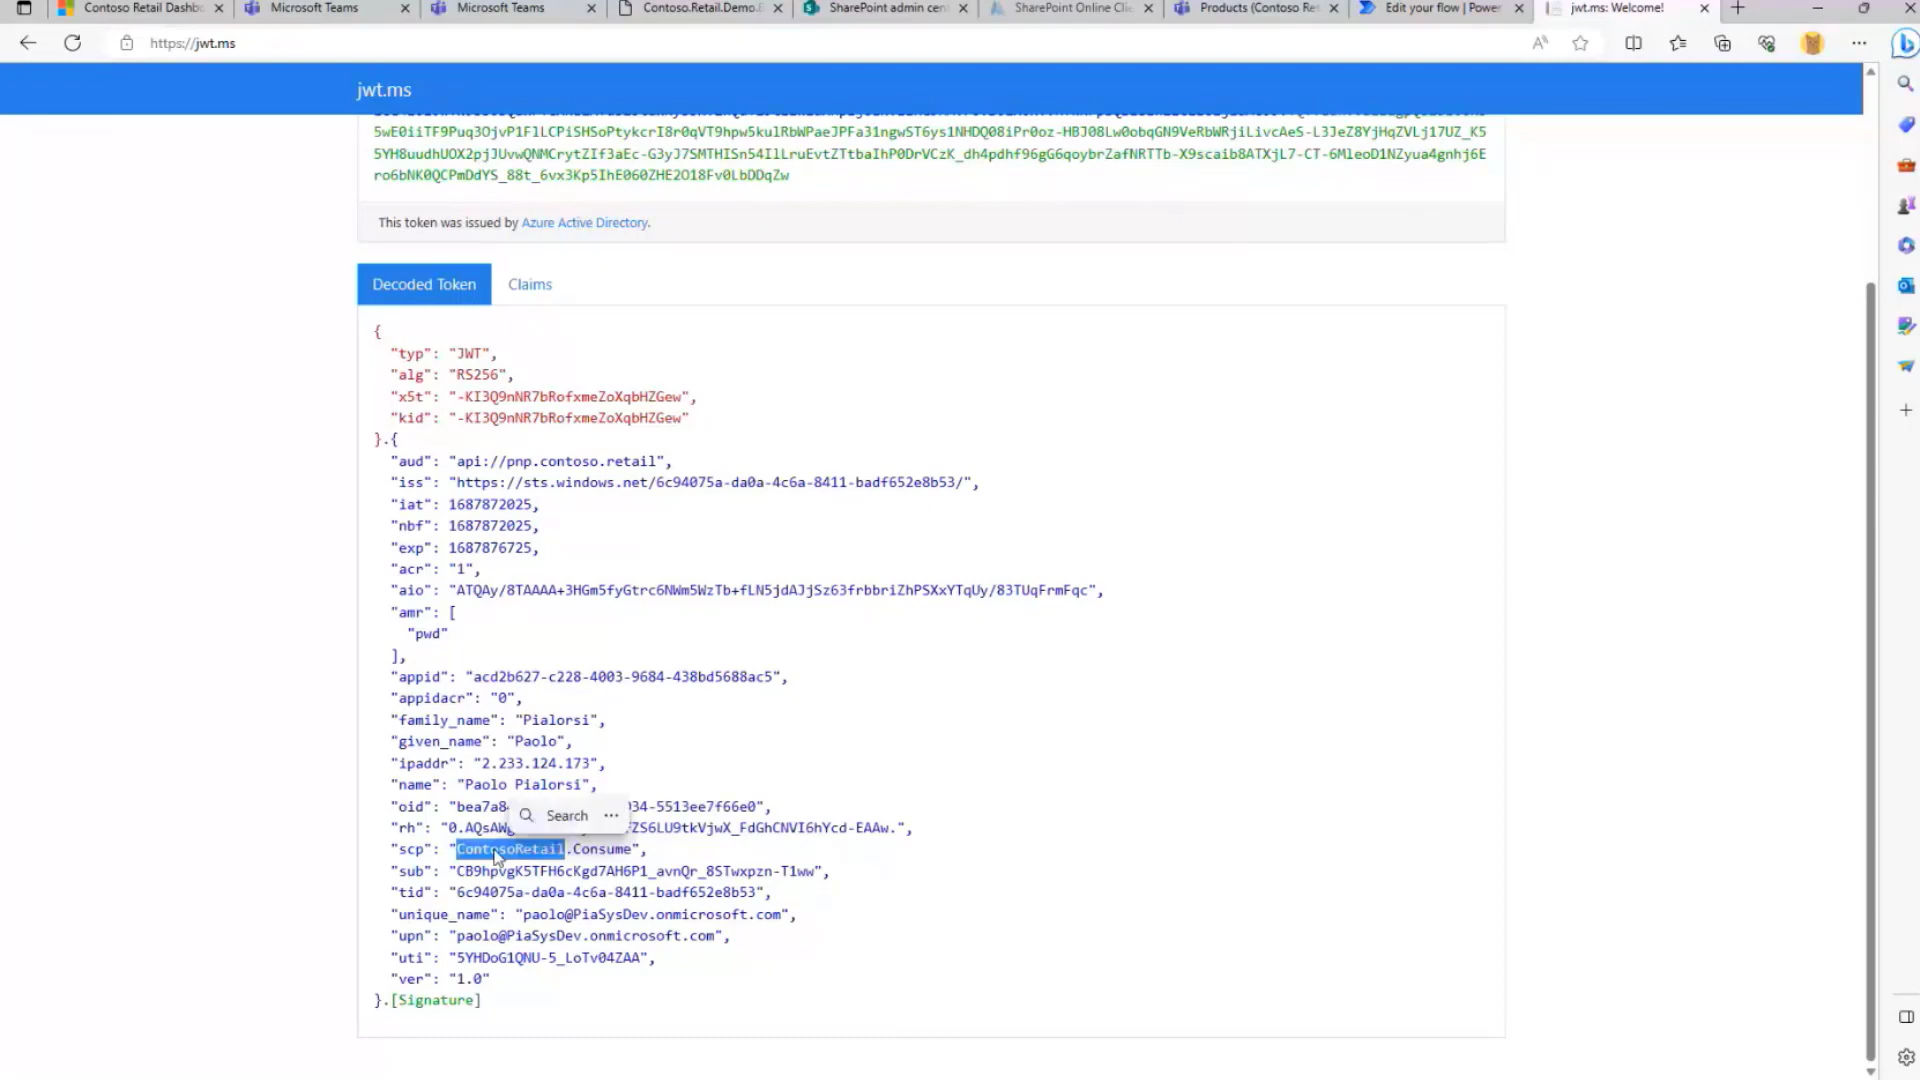 Contoso Retail Dashbo
Microsoft Teams
Microsoft Teams
Contoso.Retail.Demo.
SharePoint admin cen
SharePoint Online Clie
Products (Contoso Re
Edit your flow | Power
jwt.ms: Welcome!
https://jwt.ms
jwt.ms
5wE0iiTF9Puq3OjvP1FlLCPiSHSoPtykcrI8r0qVT9hpw5kulRbWPaeJPFa31ngwST6ys1NHDQ08iPr0oz-HBJ08Lw0obqGN9VeRbWRjiLivcAeS-L3JeZ8YjHqZVLj17UZ_K5
5YH8uudhUOX2pjJUvwQNMCrytZIf3aEc-G3yJ7SMTHISn54IlLruEvtZTtbaIhP0DrVCzK_dh4pdhf96gG6qoybrZafNRTTb-X9scaib8ATXjL7-CT-6MleoD1NZyua4gnhj6E
ro6bNK0QCPmDdYS_88t_6vx3Kp5IhE060ZHE2O18Fv0LbDDqZw
This token was issued by Azure Active Directory.
Decoded Token
Claims
{
"typ": "JWT",
"alg": "RS256",
"x5t": "-KI3Q9nNR7bRofxmeZoXqbHZGew",
"kid": "-KI3Q9nNR7bRofxmeZoXqbHZGew"
}.{
"aud": "api://pnp.contoso.retail",
"iss": "https://sts.windows.net/6c94075a-da0a-4c6a-8411-badf652e8b53/",
"iat": 1687872025,
"nbf": 1687872025,
"exp": 1687876725,
"acr": "1",
"aio": "ATQAy/8TAAAA+3HGm5fyGtrc6NWm5WzTb+fLN5jdAJjSz63frbbriZhPSXxYTqUy/83TUqFrmFqc",
"amr": [
"pwd"
],
"appid": "acd2b627-c228-4003-9684-438bd5688ac5",
"appidacr": "0",
"family_name": "Pialorsi",
"given_name": "Paolo",
"ipaddr": "2.233.124.173",
"name": "Paolo Pialorsi",
"oid": "bea7a8 34-5513ee7f66e0",
Search
"rh": "0.AQsAW ZS6LU9tkVjwX_FdGhCNVI6hYcd-EAAw.",
"scp": "ContosoRetail.Consume",
"sub": "CB9hpvgK5TFH6cKgd7AH6P1_avnQr_8STwxpzn-T1ww",
"tid": "6c94075a-da0a-4c6a-8411-badf652e8b53",
"unique_name": "paolo@PiaSysDev.onmicrosoft.com",
"upn": "paolo@PiaSysDev.onmicrosoft.com",
"uti": "5YHDoG1QNU-5_LoTv04ZAA",
"ver": "1.0"
}.[Signature]